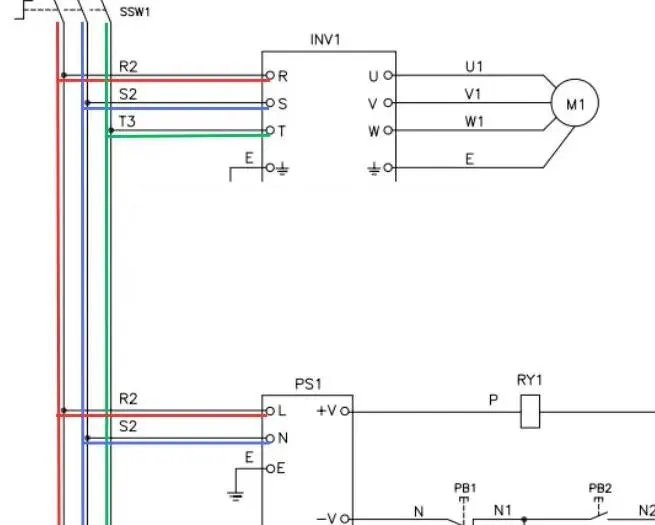 SSW1
INV1
R2 R U U1
S2 S V V1 M1
T3 T W W1
E E
PS1 RY1
R2 L +V P
S2 N
E E
PB1 PB2
-V N N1 N2